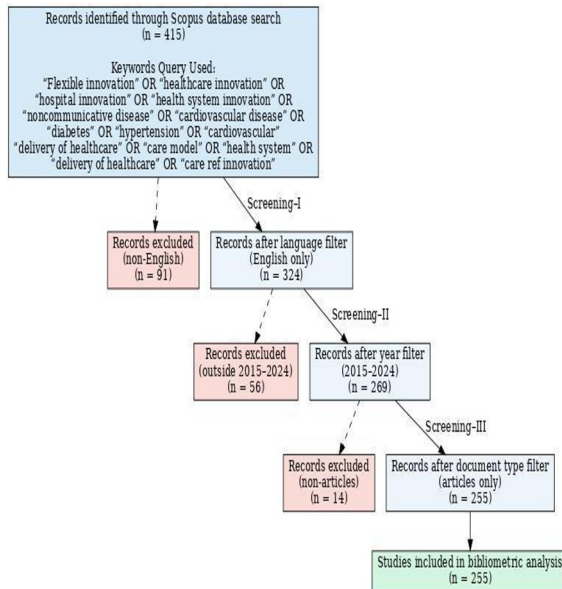 Records identified through Scopus database search
(n = 415)
Keywords Query Used:
“Flexible innovation” OR “healthcare innovation” OR
“hospital innovation” OR “health system innovation” OR
“noncommunicative disease” OR “cardiovascular disease” OR
“diabetes” OR “hypertension” OR “cardiovascular”
“delivery of healthcare” OR “care model” OR “health system” OR
“delivery of healthcare” OR “care ref innovation”
Screening–I
Records excluded
(non-English)
(n = 91)
Records after language filter
(English only)
(n = 324)
Screening–II
Records excluded
(outside 2015–2024)
(n = 56)
Records after year filter
(2015–2024)
(n = 269)
Screening–III
Records excluded
(non-articles)
(n = 14)
Records after document type filter
(articles only)
(n = 255)
Studies included in bibliometric analysis
(n = 255)